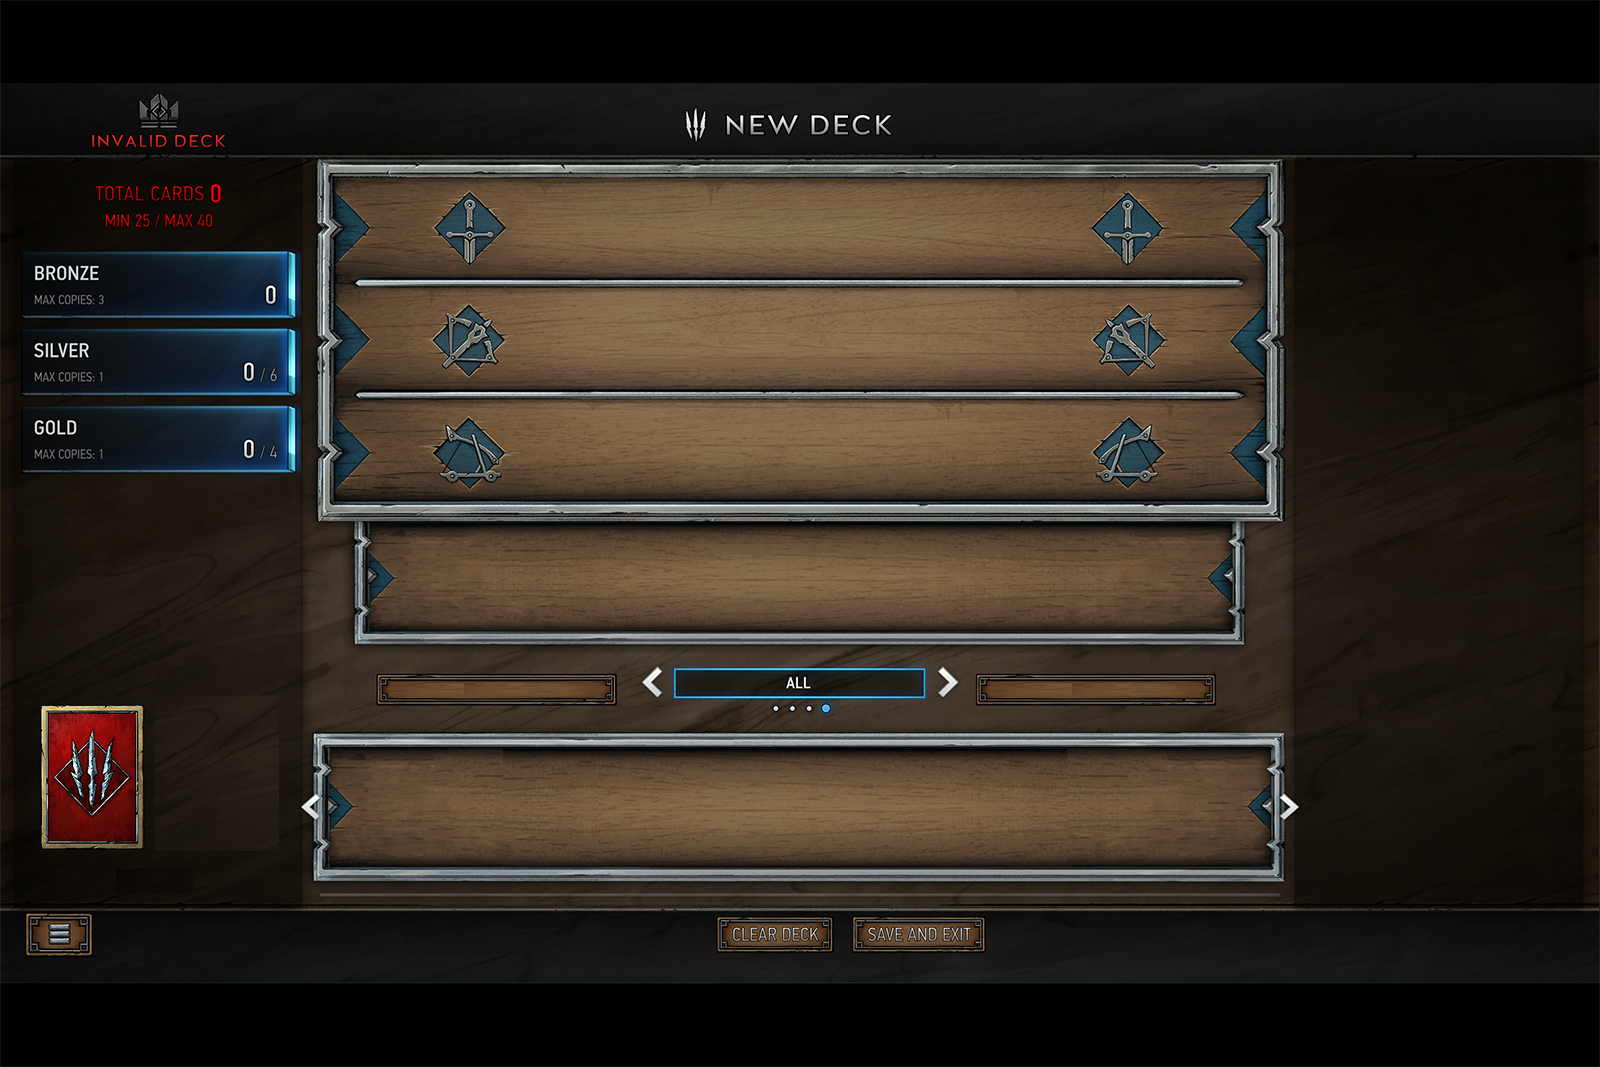 INVALID DECK
NEW DECK
TOTAL CARDS 0
MIN 25 / MAX 40
BRONZE
MAX COPIES: 3
0
SILVER
MAX COPIES: 1
0 / 6
GOLD
MAX COPIES: 1
0 / 4
ALL
CLEAR DECK
SAVE AND EXIT